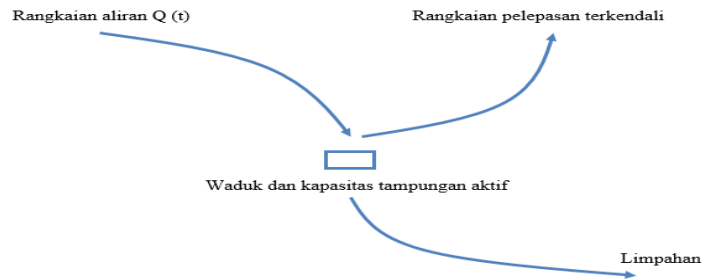 Rangkaian aliran Q (t)
Rangkaian pelepasan terkendali
Waduk dan kapasitas tampungan aktif
Limpahan